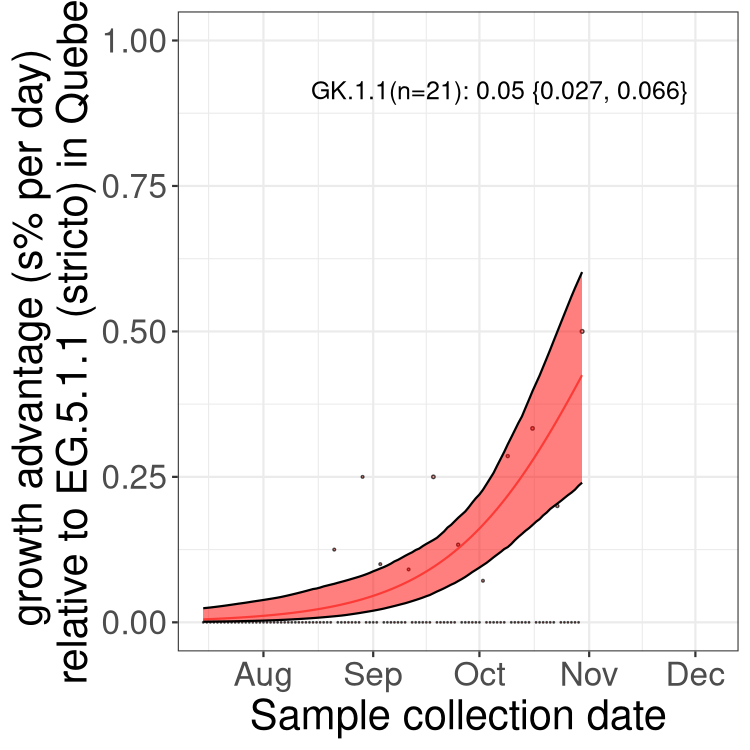 growth advantage (s% per day)
relative to EG.5.1.1 (stricto) in Quebe
1.00
0.75
0.50
0.25
0.00
GK.1.1(n=21): 0.05 {0.027, 0.066}
Aug Sep Oct Nov Dec
Sample collection date